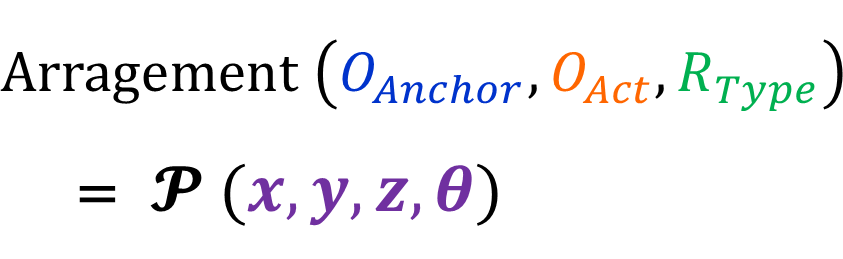 Arragement (O_Anchor, O_Act, R_Type)
= 𝓟 (x, y, z, θ)